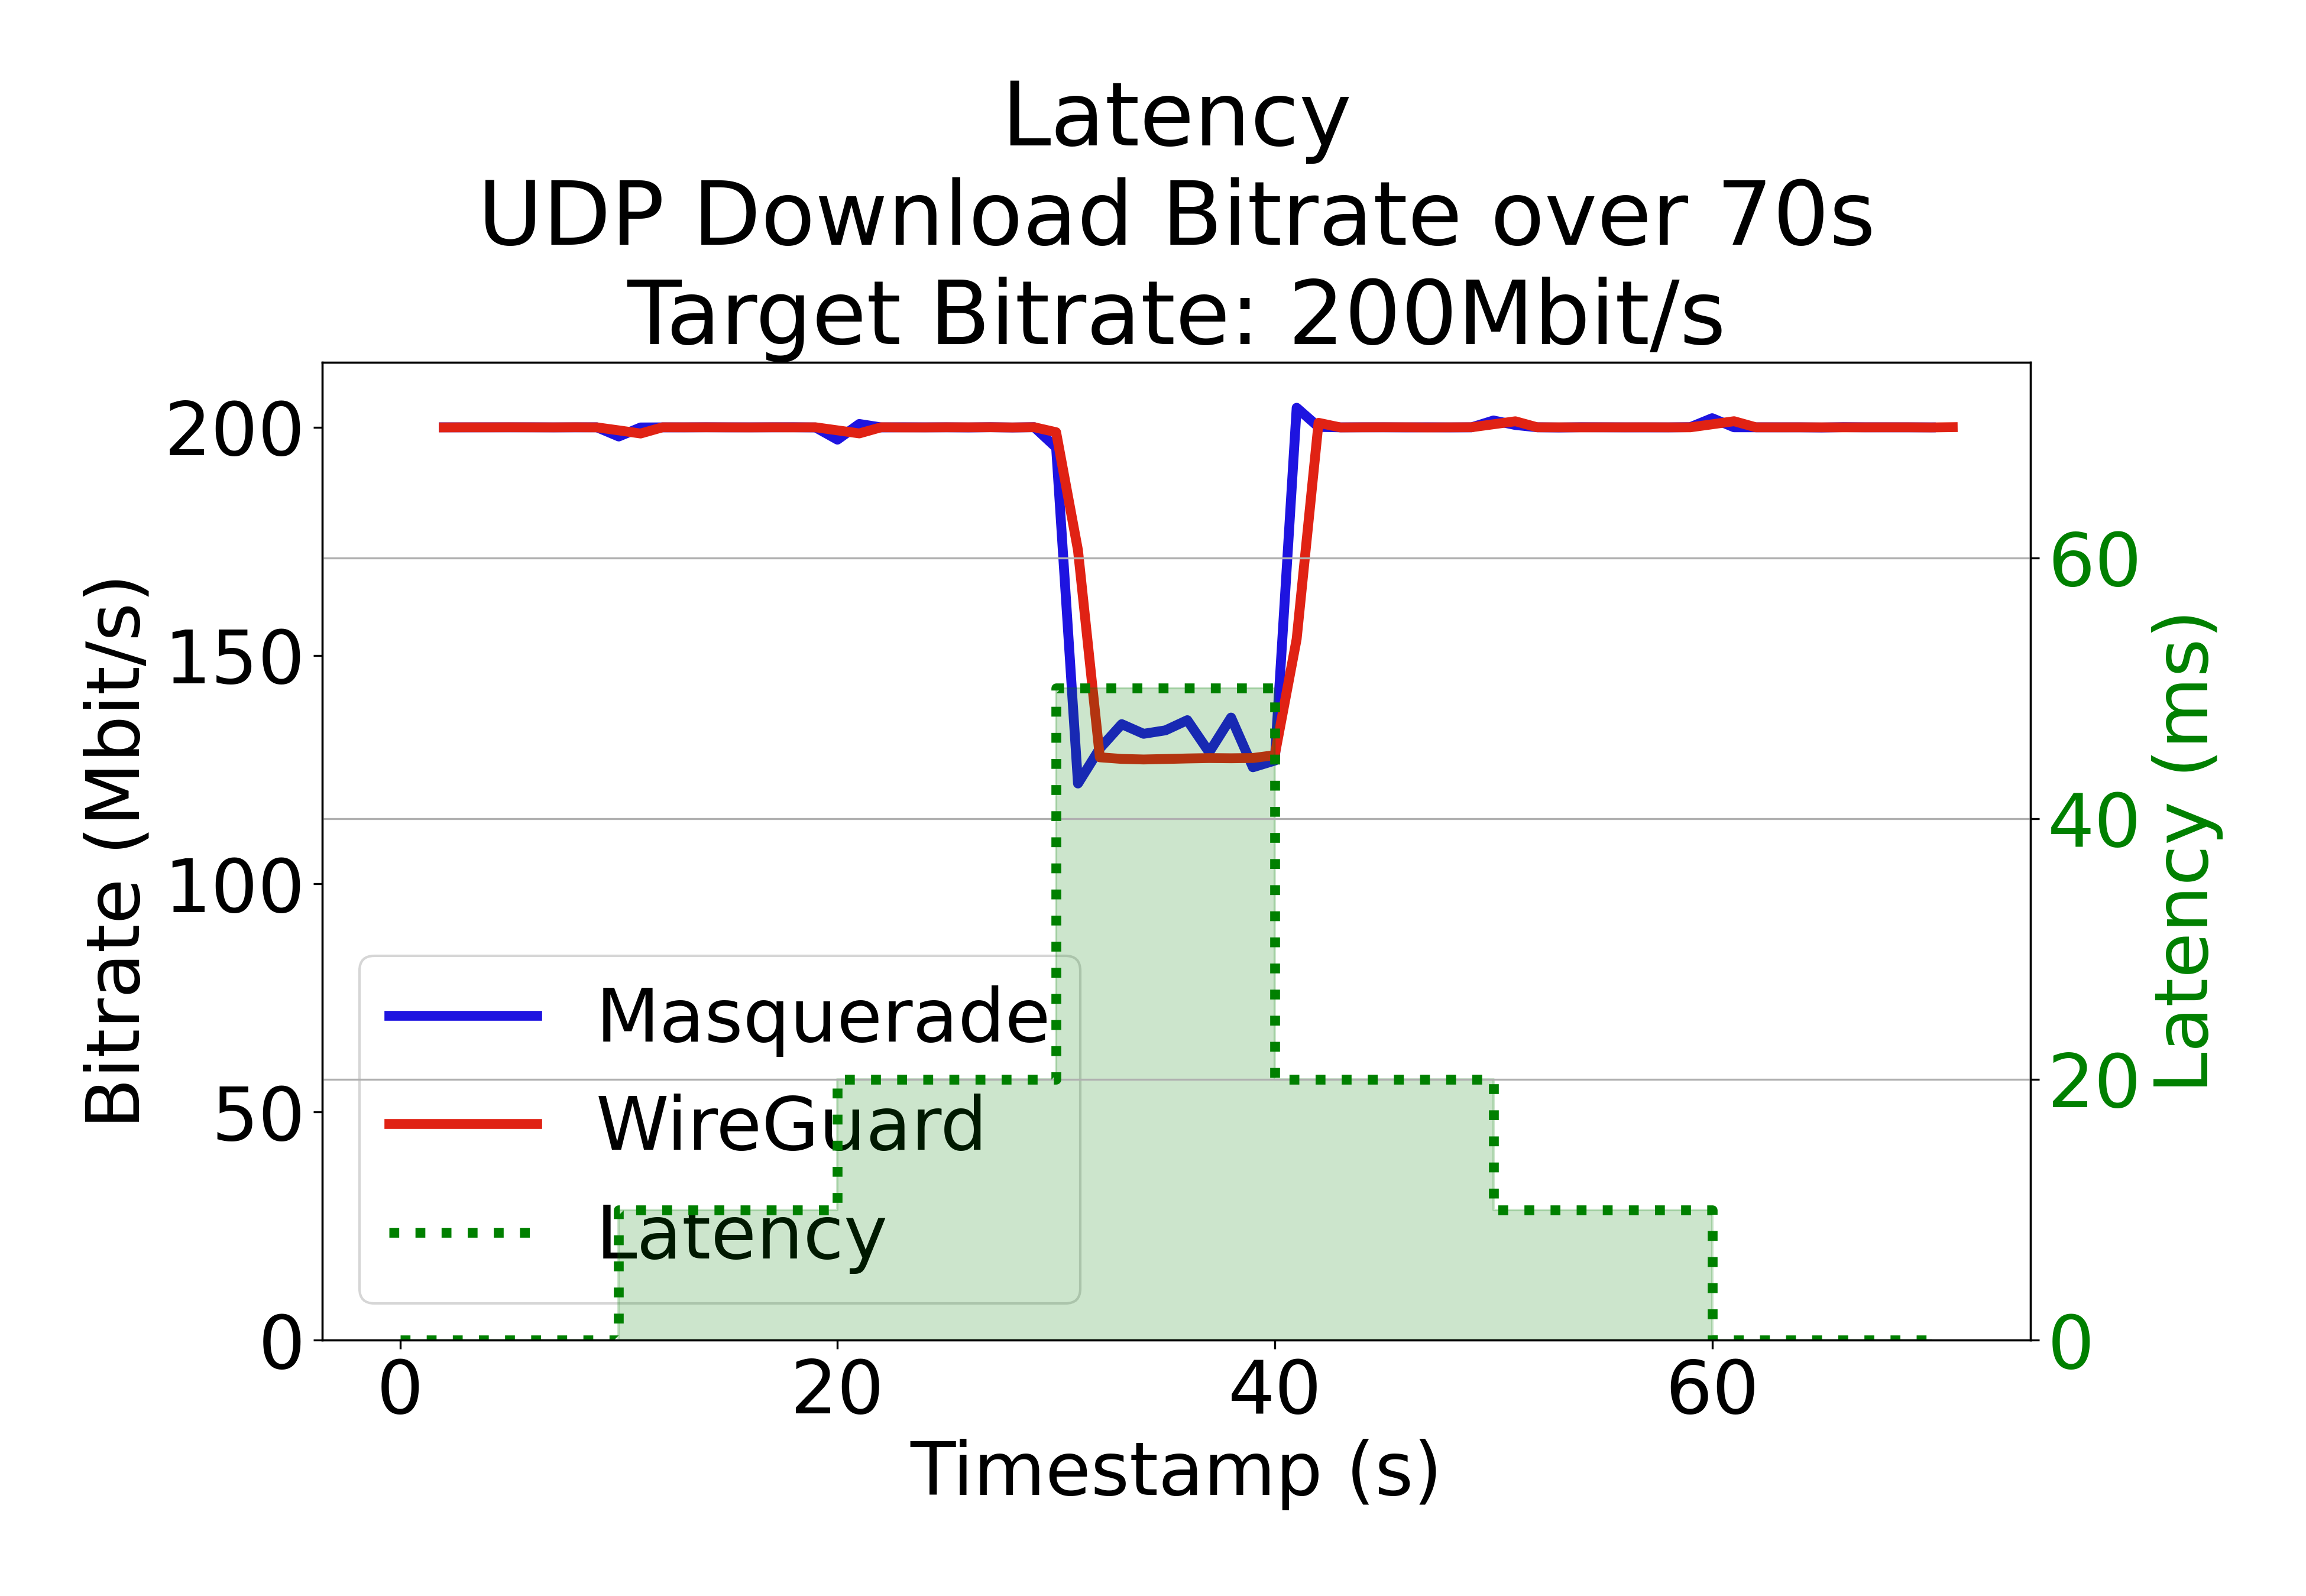 Latency
UDP Download Bitrate over 70s
Target Bitrate: 200Mbit/s
Bitrate (Mbit/s)
200
150
100
50
0
Masquerade
WireGuard
Latency
60
40
20
0
Latency (ms)
0
20
40
60
Timestamp (s)